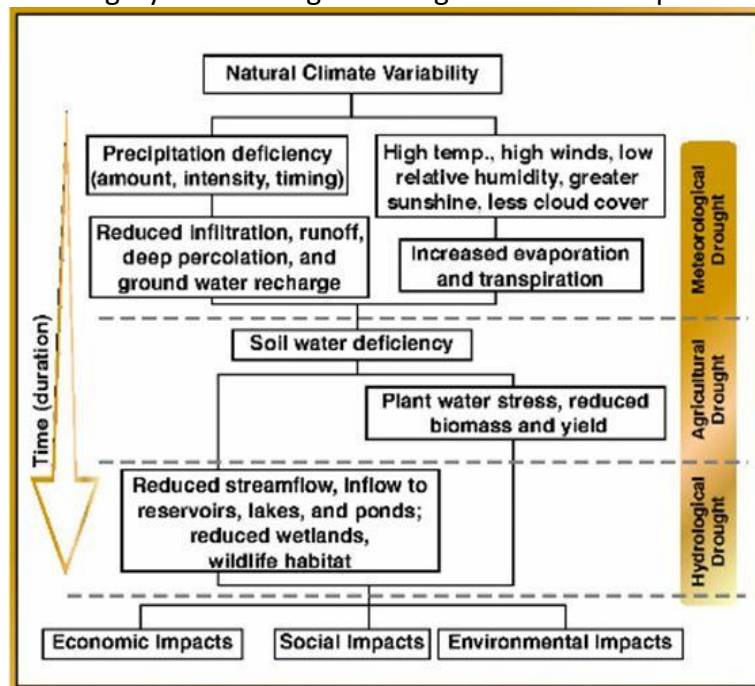 Natural Climate Variability
Precipitation deficiency
(amount, intensity, timing)
High temp., high winds, low
relative humidity, greater
sunshine, less cloud cover
Reduced infiltration, runoff,
deep percolation, and
ground water recharge
Increased evaporation
and transpiration
Meteorological
Drought
Soil water deficiency
Plant water stress, reduced
biomass and yield
Agricultural
Drought
Time (duration)
Reduced streamflow, Inflow to
reservoirs, lakes, and ponds;
reduced wetlands,
wildlife habitat
Hydrological
Drought
Economic Impacts
Social Impacts
Environmental Impacts